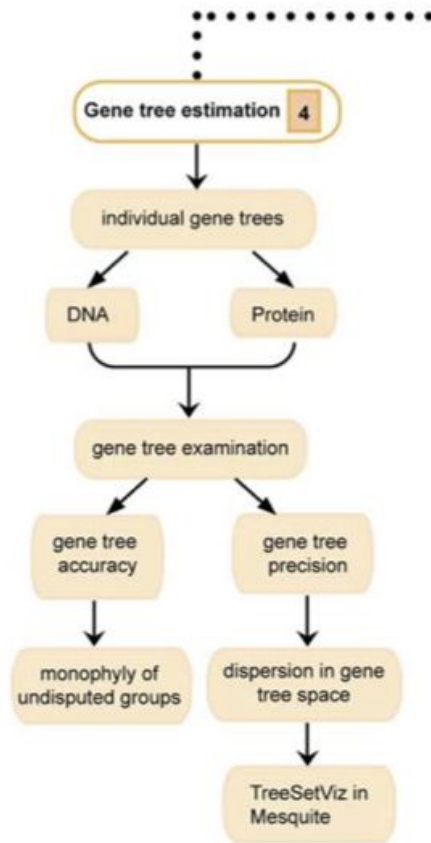 Gene tree estimation 4
individual gene trees
DNA
Protein
gene tree examination
gene tree
accuracy
gene tree
precision
monophyly of
undisputed groups
dispersion in gene
tree space
TreeSetViz in
Mesquite